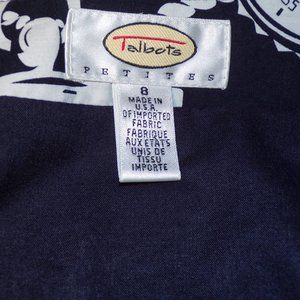 Talbots
PETITES
8
MADE IN
U.S.A.
OF IMPORTED
FABRIC
FABRIQUE
AUX ETATS
UNIS DE
TISSU
IMPORTE